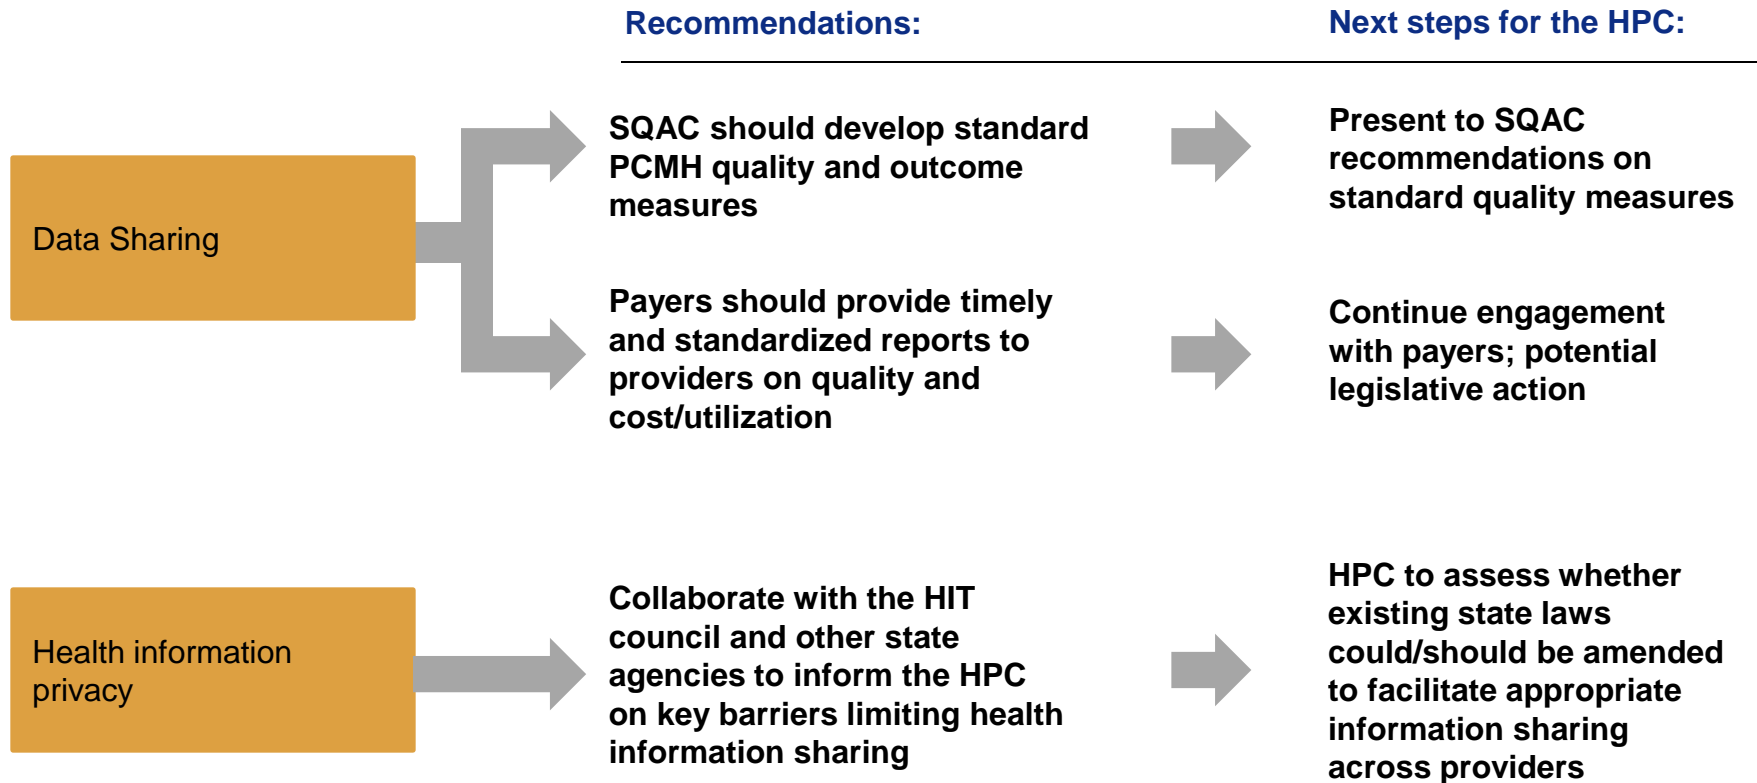 Recommendations:
Next steps for the HPC:
Data Sharing
SQAC should develop standard
PCMH quality and outcome
measures
Present to SQAC
recommendations on
standard quality measures
Payers should provide timely
and standardized reports to
providers on quality and
cost/utilization
Continue engagement
with payers; potential
legislative action
Health information
privacy
Collaborate with the HIT
council and other state
agencies to inform the HPC
on key barriers limiting health
information sharing
HPC to assess whether
existing state laws
could/should be amended
to facilitate appropriate
information sharing
across providers